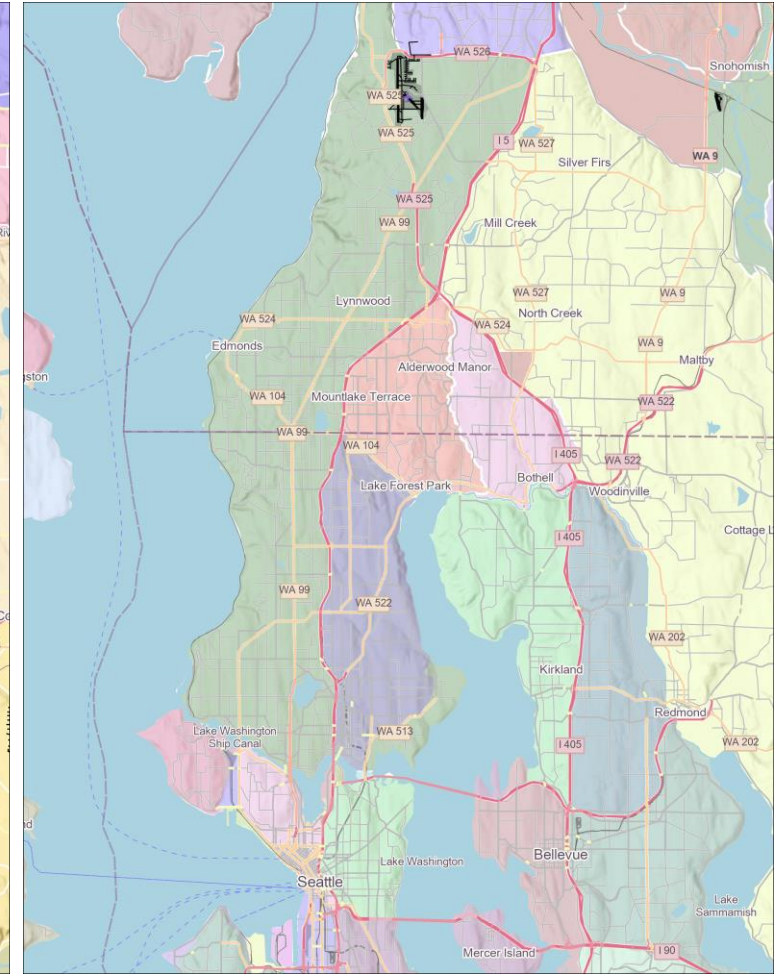 WA 526
Snohomish
WA 525
WA 525
I 5
WA 527
WA 9
Silver Firs
WA 525
WA 99
Mill Creek
WA 527
WA 9
Lynnwood
North Creek
WA 524
WA 524
Edmonds
WA 9
Maltby
Alderwood Manor
WA 104
Mountlake Terrace
WA 522
WA 99
WA 104
I 405
WA 522
Bothell
Lake Forest Park
Woodinville
Cottage L
I 405
WA 99
WA 522
WA 202
Kirkland
Redmond
Lake Washington
Ship Canal
WA 513
I 405
WA 202
Bellevue
Lake Washington
Seattle
Lake
Sammamish
Mercer Island
I 90